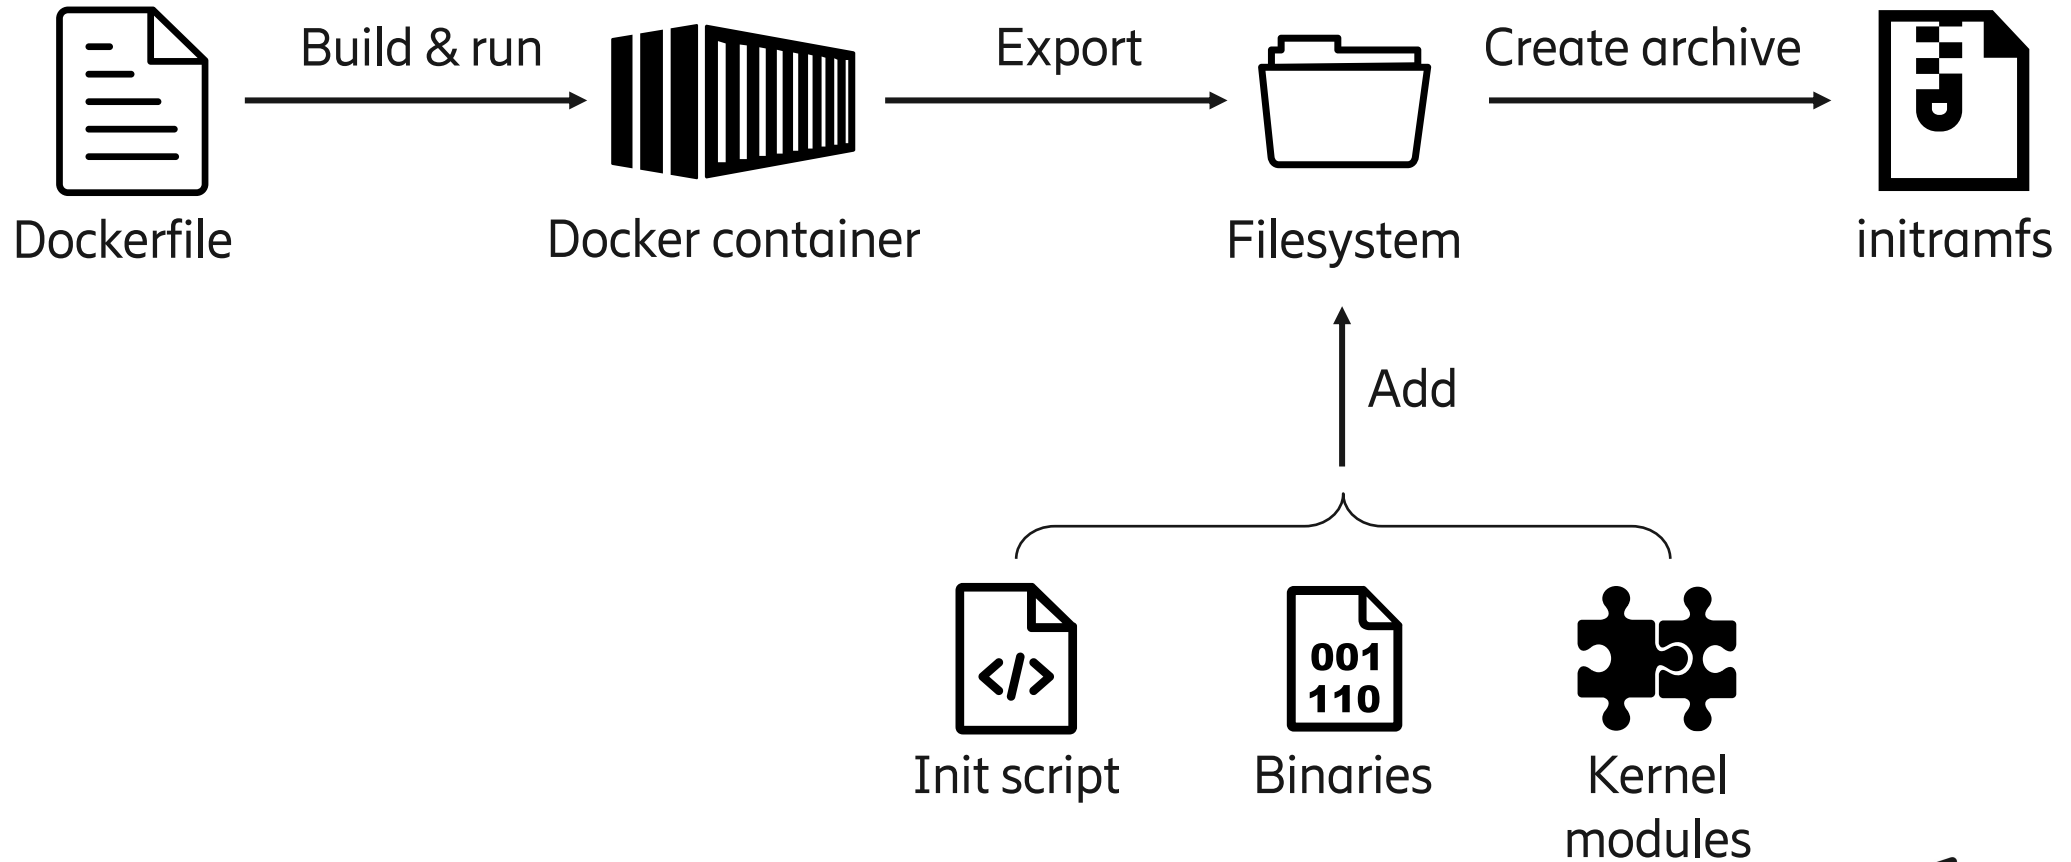 Build & run
Export
Create archive
Dockerfile
Docker container
Filesystem
initramfs
Add
001
110
Init script
Binaries
Kernel
modules